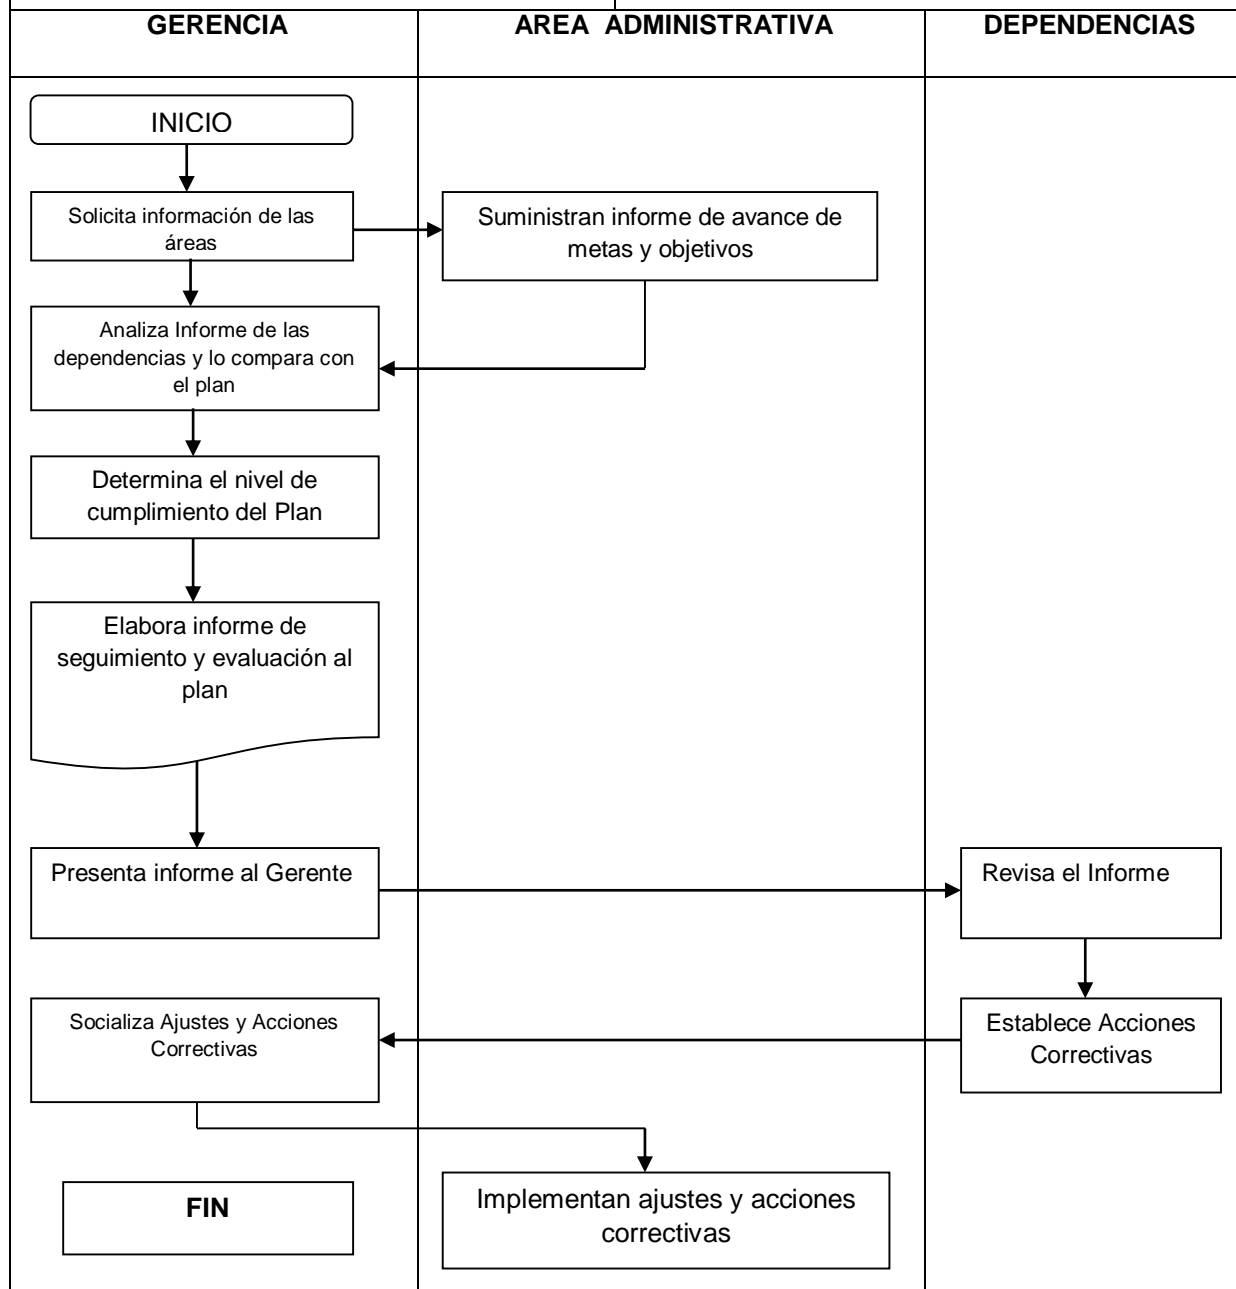 GERENCIA
AREA ADMINISTRATIVA
DEPENDENCIAS
INICIO
Solicita información de las
áreas
Suministran informe de avance de
metas y objetivos
Analiza Informe de las
dependencias y lo compara con
el plan
Determina el nivel de
cumplimiento del Plan
Elabora informe de
seguimiento y evaluación al
plan
Presenta informe al Gerente
Revisa el Informe
Socializa Ajustes y Acciones
Correctivas
Establece Acciones
Correctivas
FIN
Implementan ajustes y acciones
correctivas